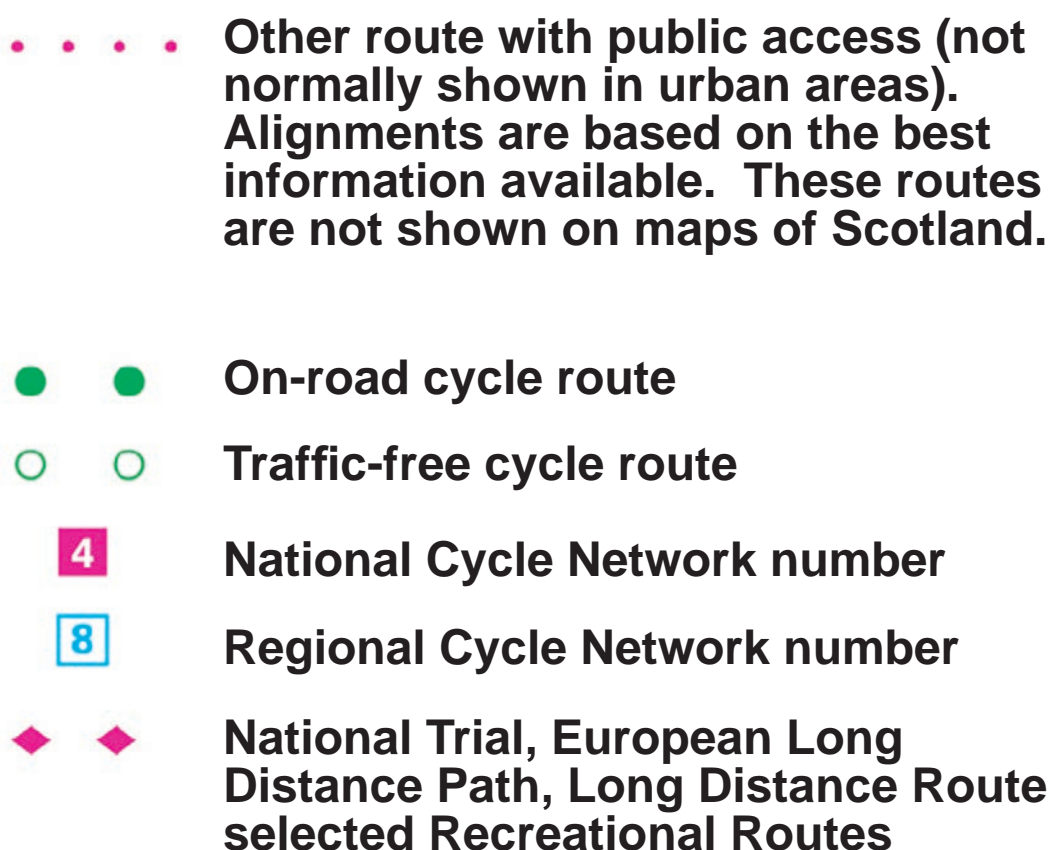 Other route with public access (not
normally shown in urban areas).
Alignments are based on the best
information available.  These routes
are not shown on maps of Scotland.
On-road cycle route
Traffic-free cycle route
4 National Cycle Network number
8 Regional Cycle Network number
National Trial, European Long
Distance Path, Long Distance Route
selected Recreational Routes